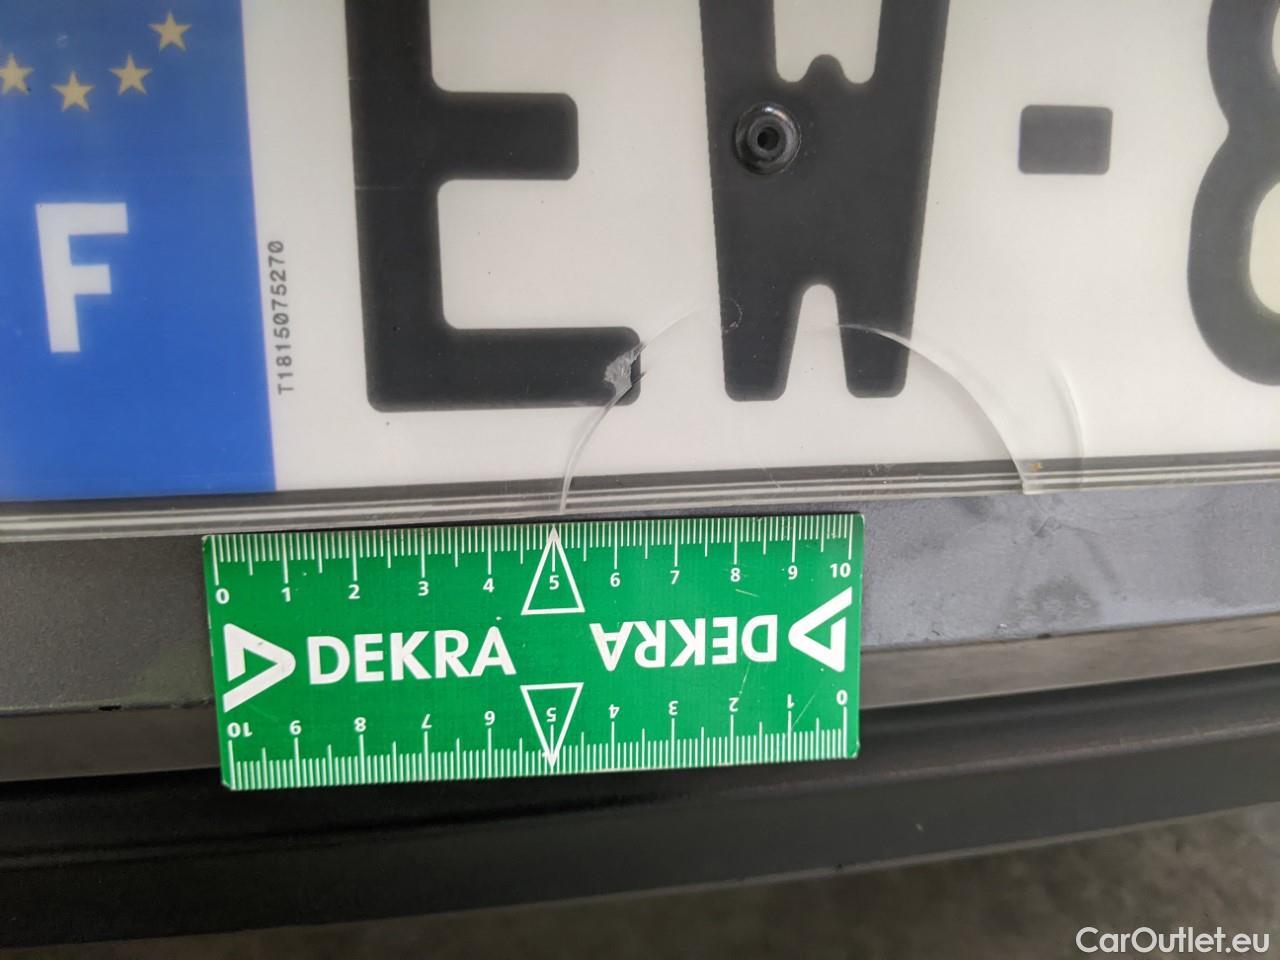 EW-8
F
T1815075270
0 1 2 3 4 5 6 7 8 9 10
DEKRA DEKRA
10 9 8 7 6 5 4 3 2 1 0
CarOutlet.eu